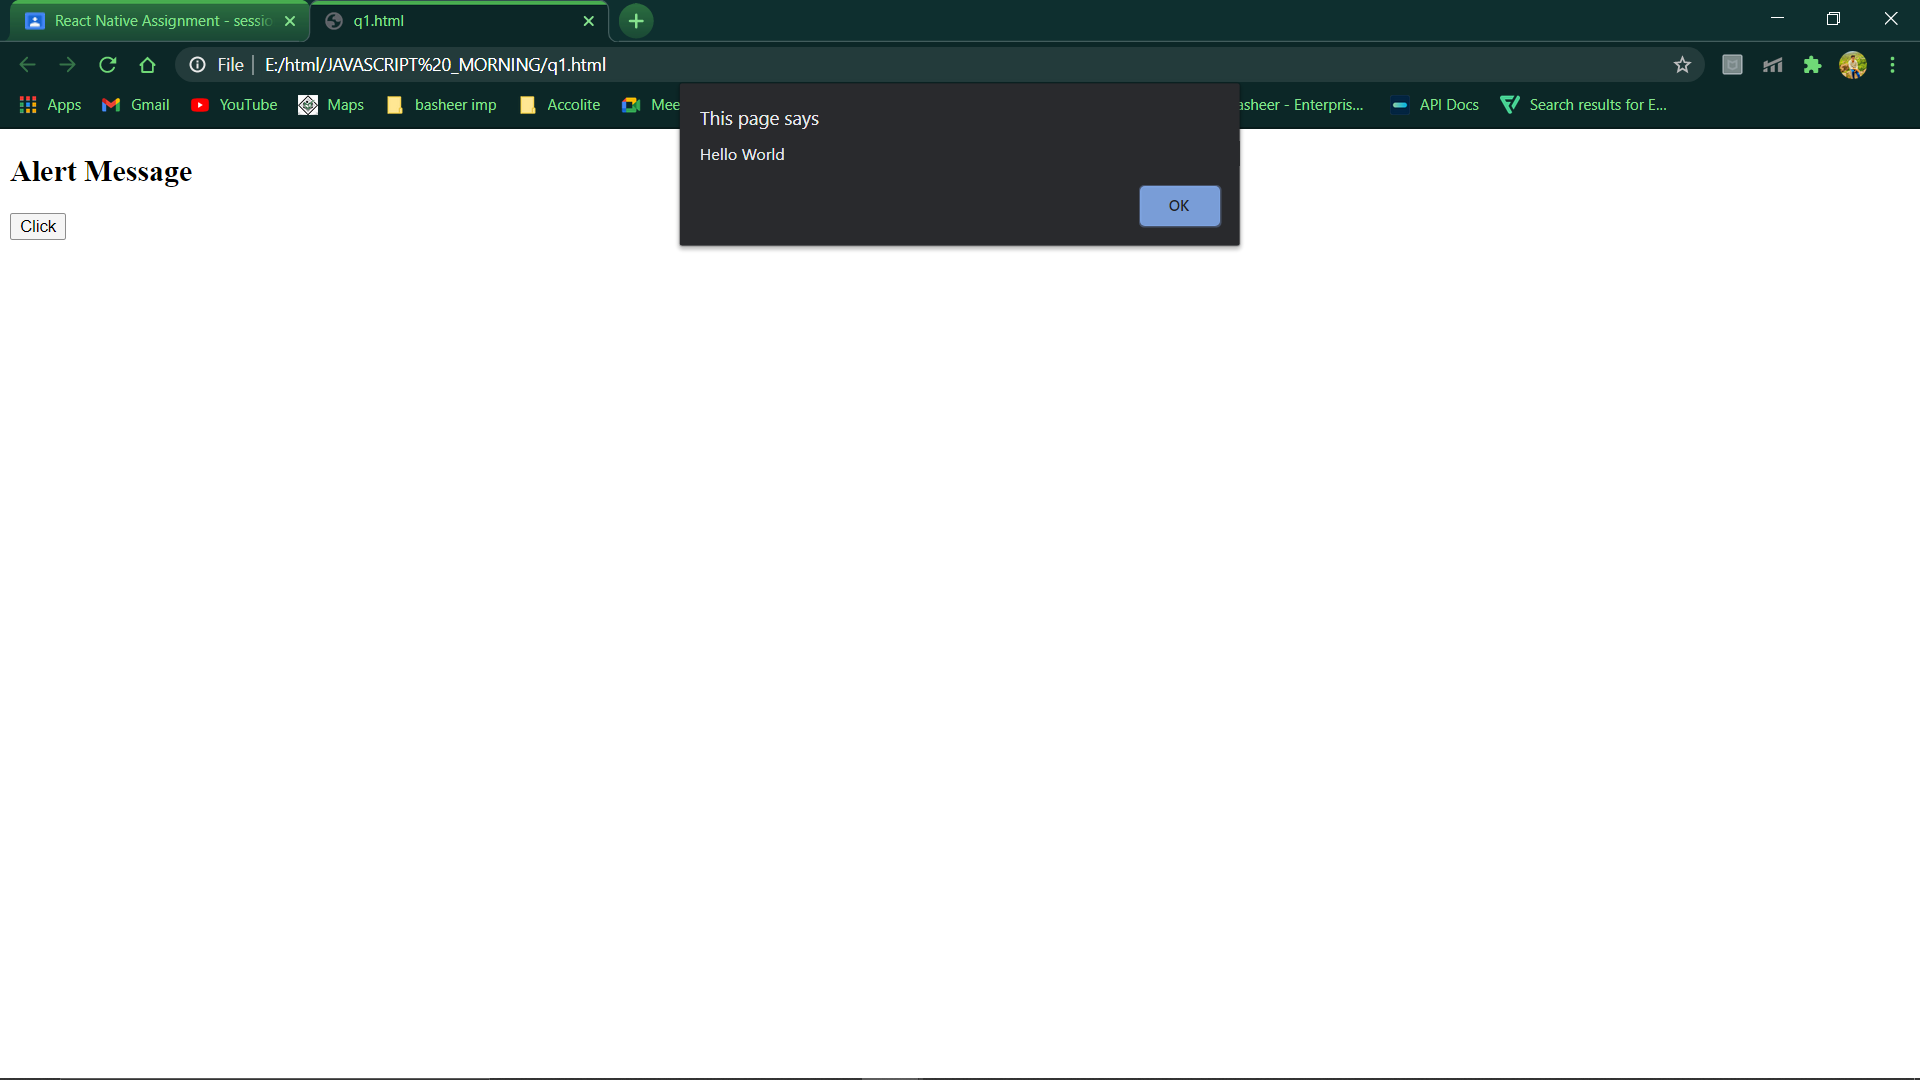 React Native Assignment - sessio
q1.html
File
E:/html/JAVASCRIPT%20_MORNING/q1.html
Apps
Gmail
YouTube
Maps
basheer imp
Accolite
Mee
asheer - Enterpris...
API Docs
Search results for E...
This page says
Hello World
OK
Alert Message
Click